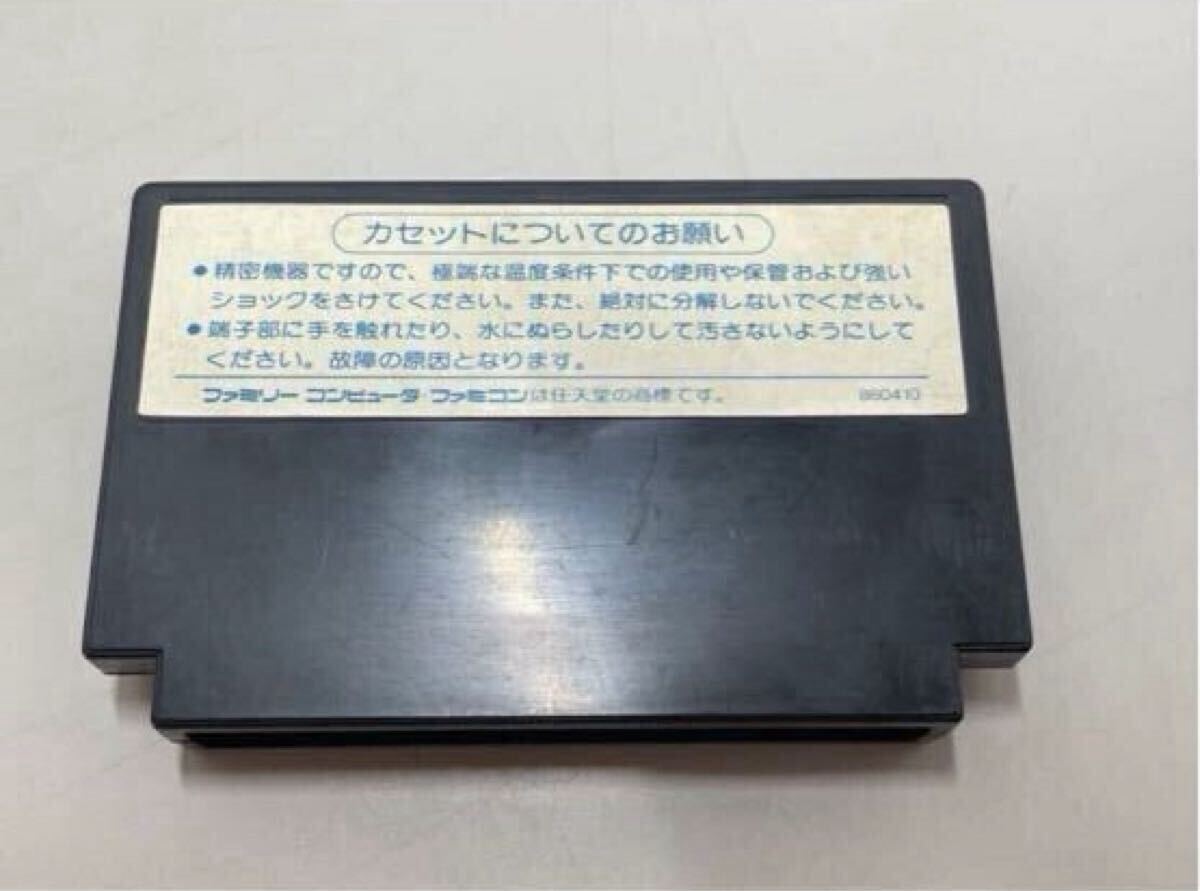 カセットについてのお願い
●精密機器ですので、極端な温度条件下での使用や保管および強い
ショックをさけてください。また、絶対に分解しないでください。
●端子部に手を触れたり、水にぬらしたりして汚さないようにして
ください。故障の原因となります。
ファミリーコンピュータ・ファミコンは任天堂の商標です。 860410